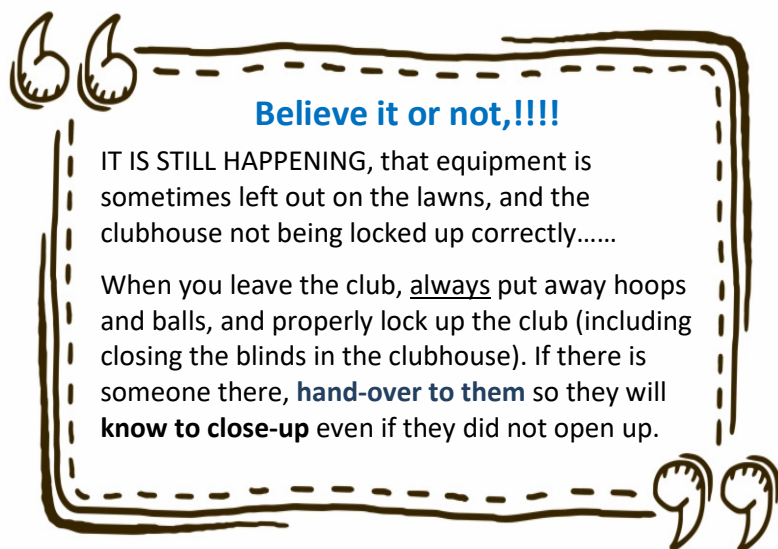 Believe it or not,!!!!
IT IS STILL HAPPENING, that equipment is
sometimes left out on the lawns, and the
clubhouse not being locked up correctly……
When you leave the club, always put away hoops
and balls, and properly lock up the club (including
closing the blinds in the clubhouse). If there is
someone there, hand-over to them so they will
know to close-up even if they did not open up.